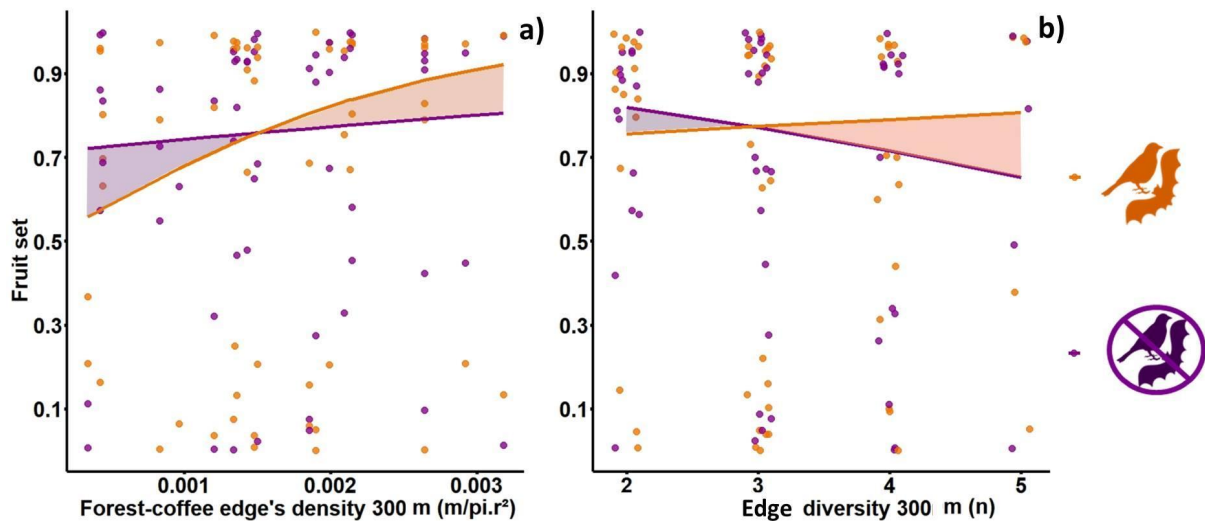 a)
b)
Fruit set
0.9
0.7
0.5
0.3
0.1
0.001
0.002
0.003
Forest-coffee edge's density 300 m (m/pi.r²)
2
3
4
5
Edge diversity 300 m (n)